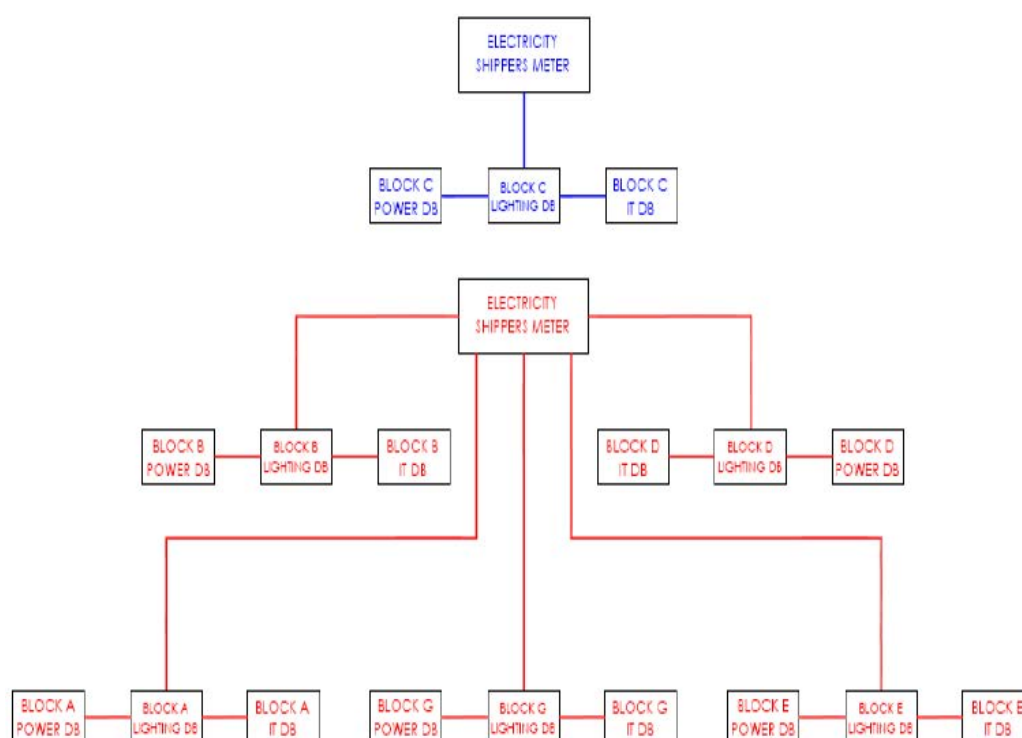 ELECTRICITY
SHIPPERS METER
BLOCK C
POWER DB
BLOCK C
LIGHTING DB
BLOCK C
IT DB
ELECTRICITY
SHIPPERS METER
BLOCK B
POWER DB
BLOCK B
LIGHTING DB
BLOCK B
IT DB
BLOCK D
IT DB
BLOCK D
LIGHTING DB
BLOCK D
POWER DB
BLOCK A
POWER DB
BLOCK A
LIGHTING DB
BLOCK A
IT DB
BLOCK G
POWER DB
BLOCK G
LIGHTING DB
BLOCK G
IT DB
BLOCK E
POWER DB
BLOCK E
LIGHTING DB
BLOCK E
IT DB